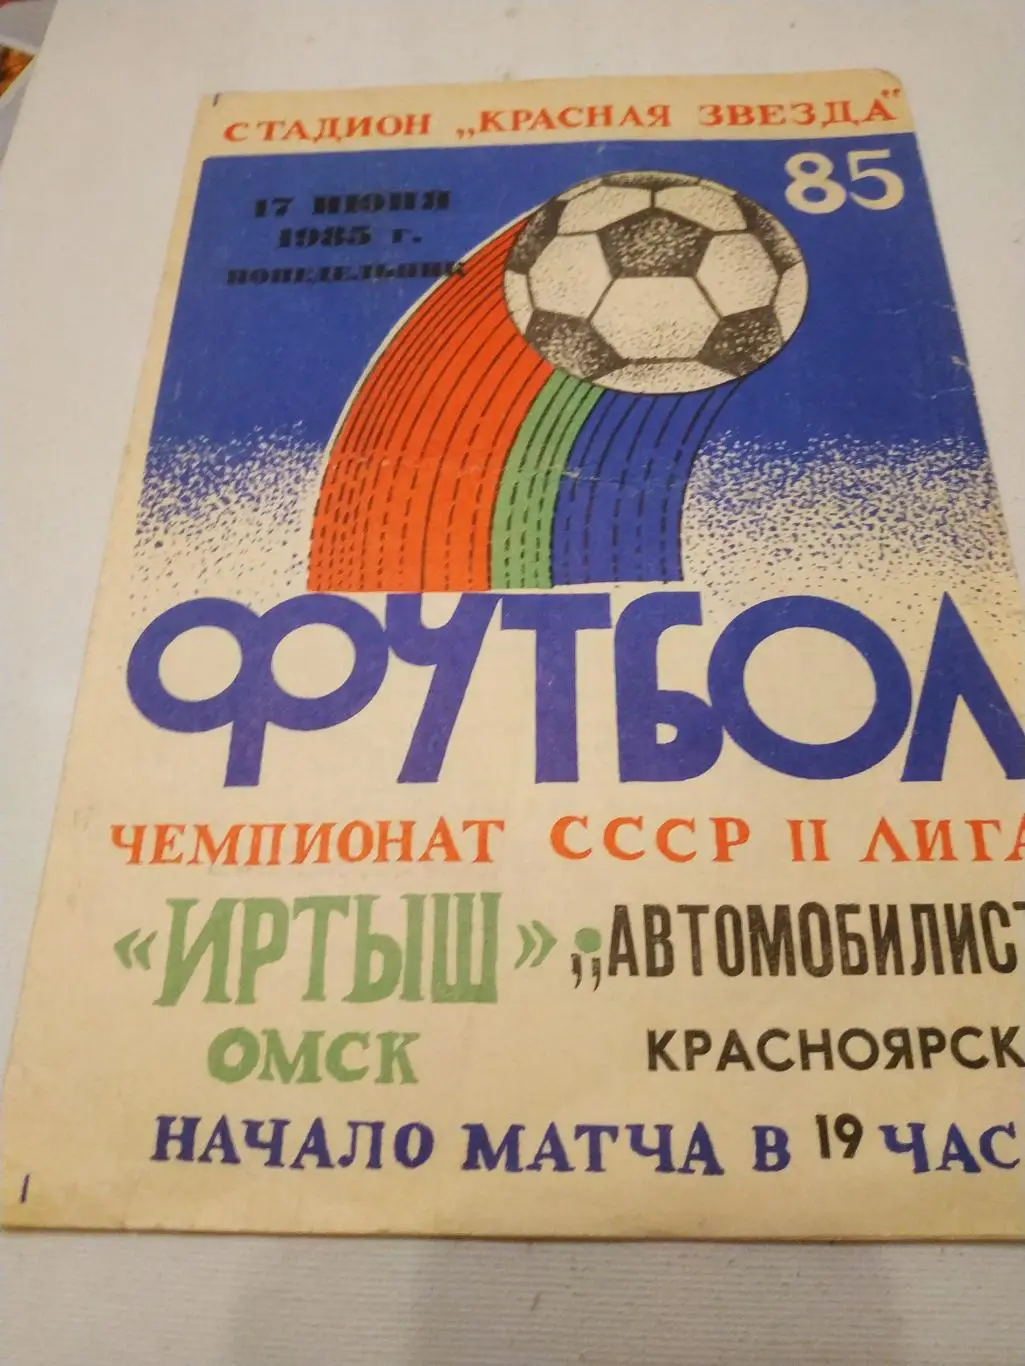 СТАДИОН „КРАСНАЯ ЗВЕЗДА"
85
17 ИЮНЯ
1985 г.
ПОНЕДЕЛЬНИК
ФУТБОЛ
ЧЕМПИОНАТ СССР II ЛИГА
«ИРТЫШ» „АВТОМОБИЛИСТ
ОМСК КРАСНОЯРСК
НАЧАЛО МАТЧА В 19 ЧАС